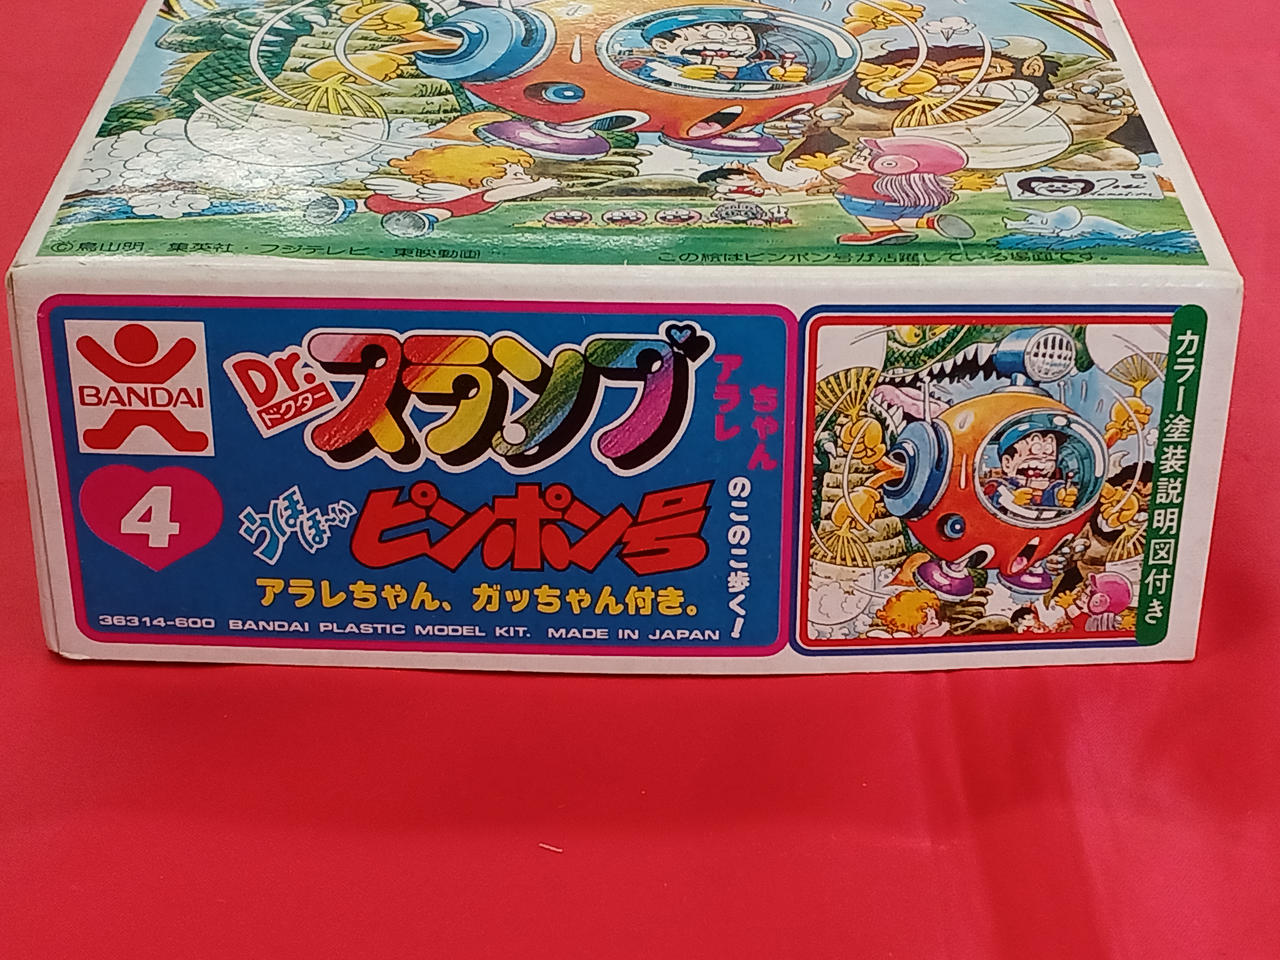 ©鳥山明、集英社・フジテレビ・東映動画
この絵はピンポン号が活躍している場面です。
BANDAI
4
Dr.
ドクター
スランプ
アラレちゃん
うほほ〜い
ピンポン号
のこのこ歩く!
アラレちゃん、ガッちゃん付き。
36314-600 BANDAI PLASTIC MODEL KIT. MADE IN JAPAN
カラー塗装説明図付き